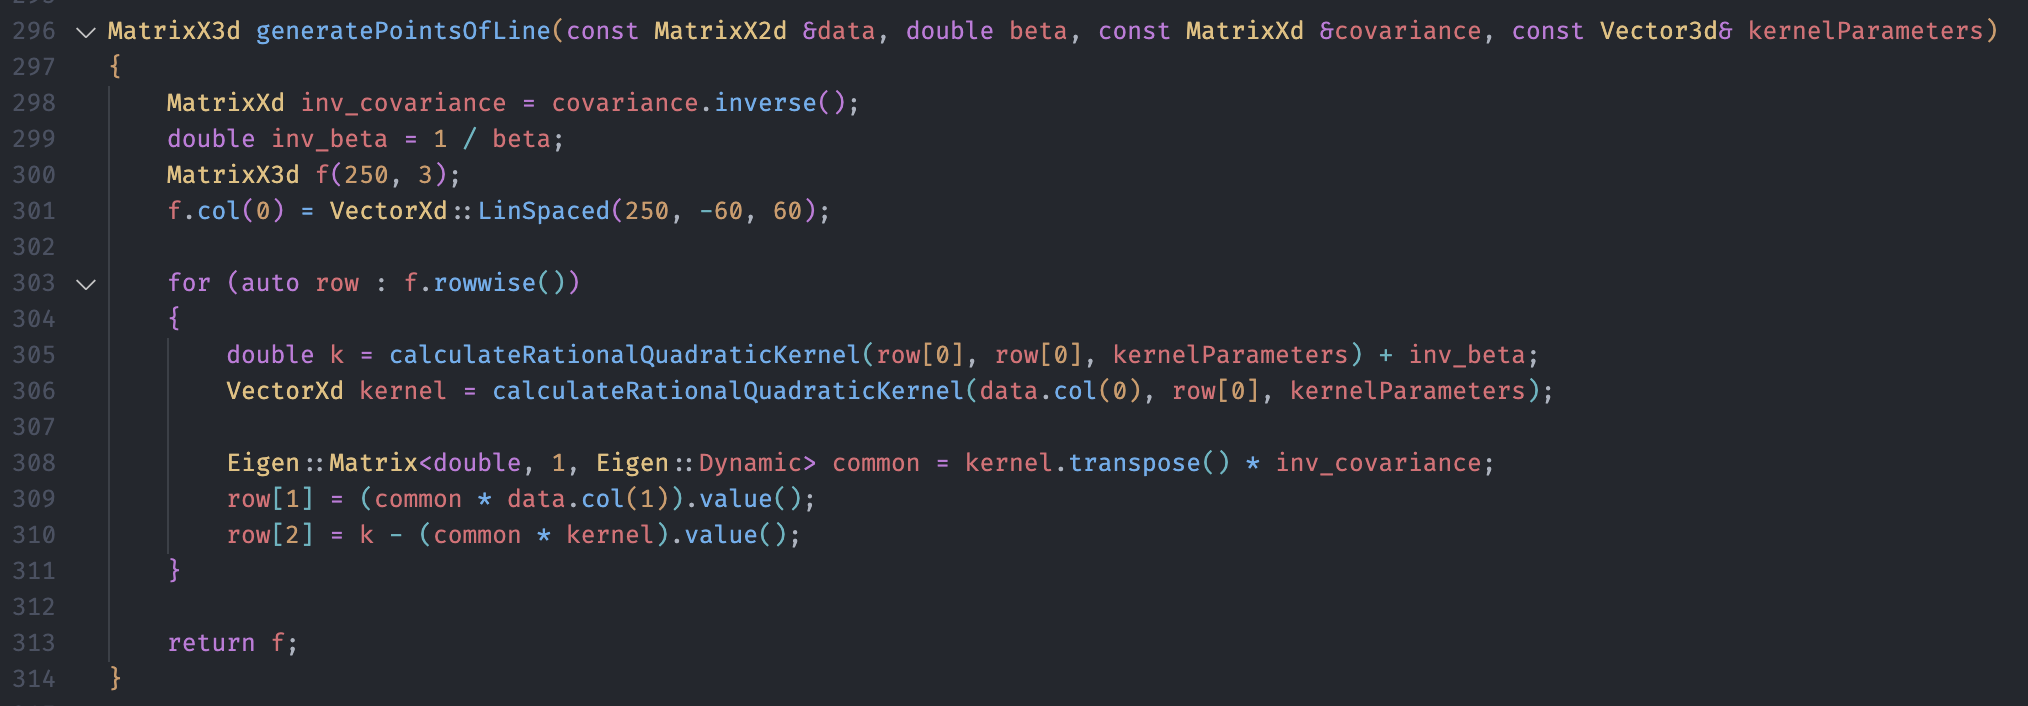 296 MatrixX3d generatePointsOfLine(const MatrixX2d &data, double beta, const MatrixXd &covariance, const Vector3d& kernelParameters)
297 {
298 MatrixXd inv_covariance = covariance.inverse();
299 double inv_beta = 1 / beta;
300 MatrixX3d f(250, 3);
301 f.col(0) = VectorXd::LinSpaced(250, -60, 60);
302
303 for (auto row : f.rowwise())
304 {
305 double k = calculateRationalQuadraticKernel(row[0], row[0], kernelParameters) + inv_beta;
306 VectorXd kernel = calculateRationalQuadraticKernel(data.col(0), row[0], kernelParameters);
307
308 Eigen::Matrix<double, 1, Eigen::Dynamic> common = kernel.transpose() * inv_covariance;
309 row[1] = (common * data.col(1)).value();
310 row[2] = k - (common * kernel).value();
311 }
312
313 return f;
314 }